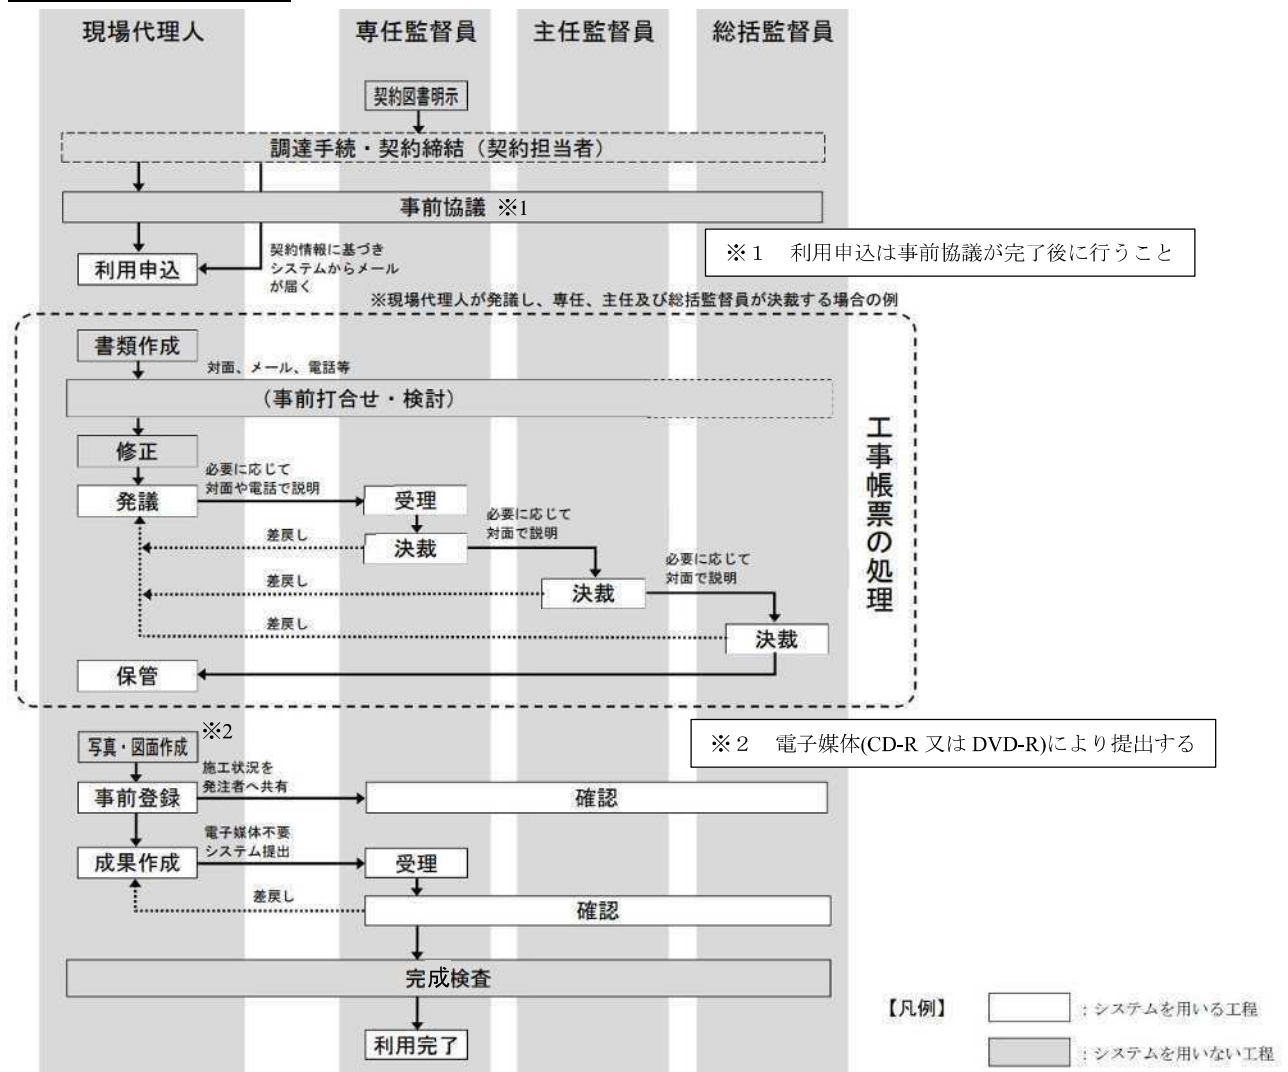 現場代理人
専任監督員
主任監督員
総括監督員
契約図書明示
調達手続・契約締結（契約担当者）
事前協議 ※1
※１　利用申込は事前協議が完了後に行うこと
利用申込
契約情報に基づき
システムからメール
が届く
※現場代理人が発議し、専任、主任及び総括監督員が決裁する場合の例
書類作成
対面、メール、電話等
（事前打合せ・検討）
工事帳票の処理
修正
必要に応じて
対面や電話で説明
発議
受理
必要に応じて
対面で説明
差戻し
決裁
必要に応じて
対面で説明
差戻し
決裁
差戻し
決裁
保管
写真・図面作成
※2
※２　電子媒体(CD-R 又は DVD-R)により提出する
施工状況を
発注者へ共有
事前登録
確認
電子媒体不要
システム提出
成果作成
受理
差戻し
確認
完成検査
利用完了
【凡例】
：システムを用いる工程
：システムを用いない工程